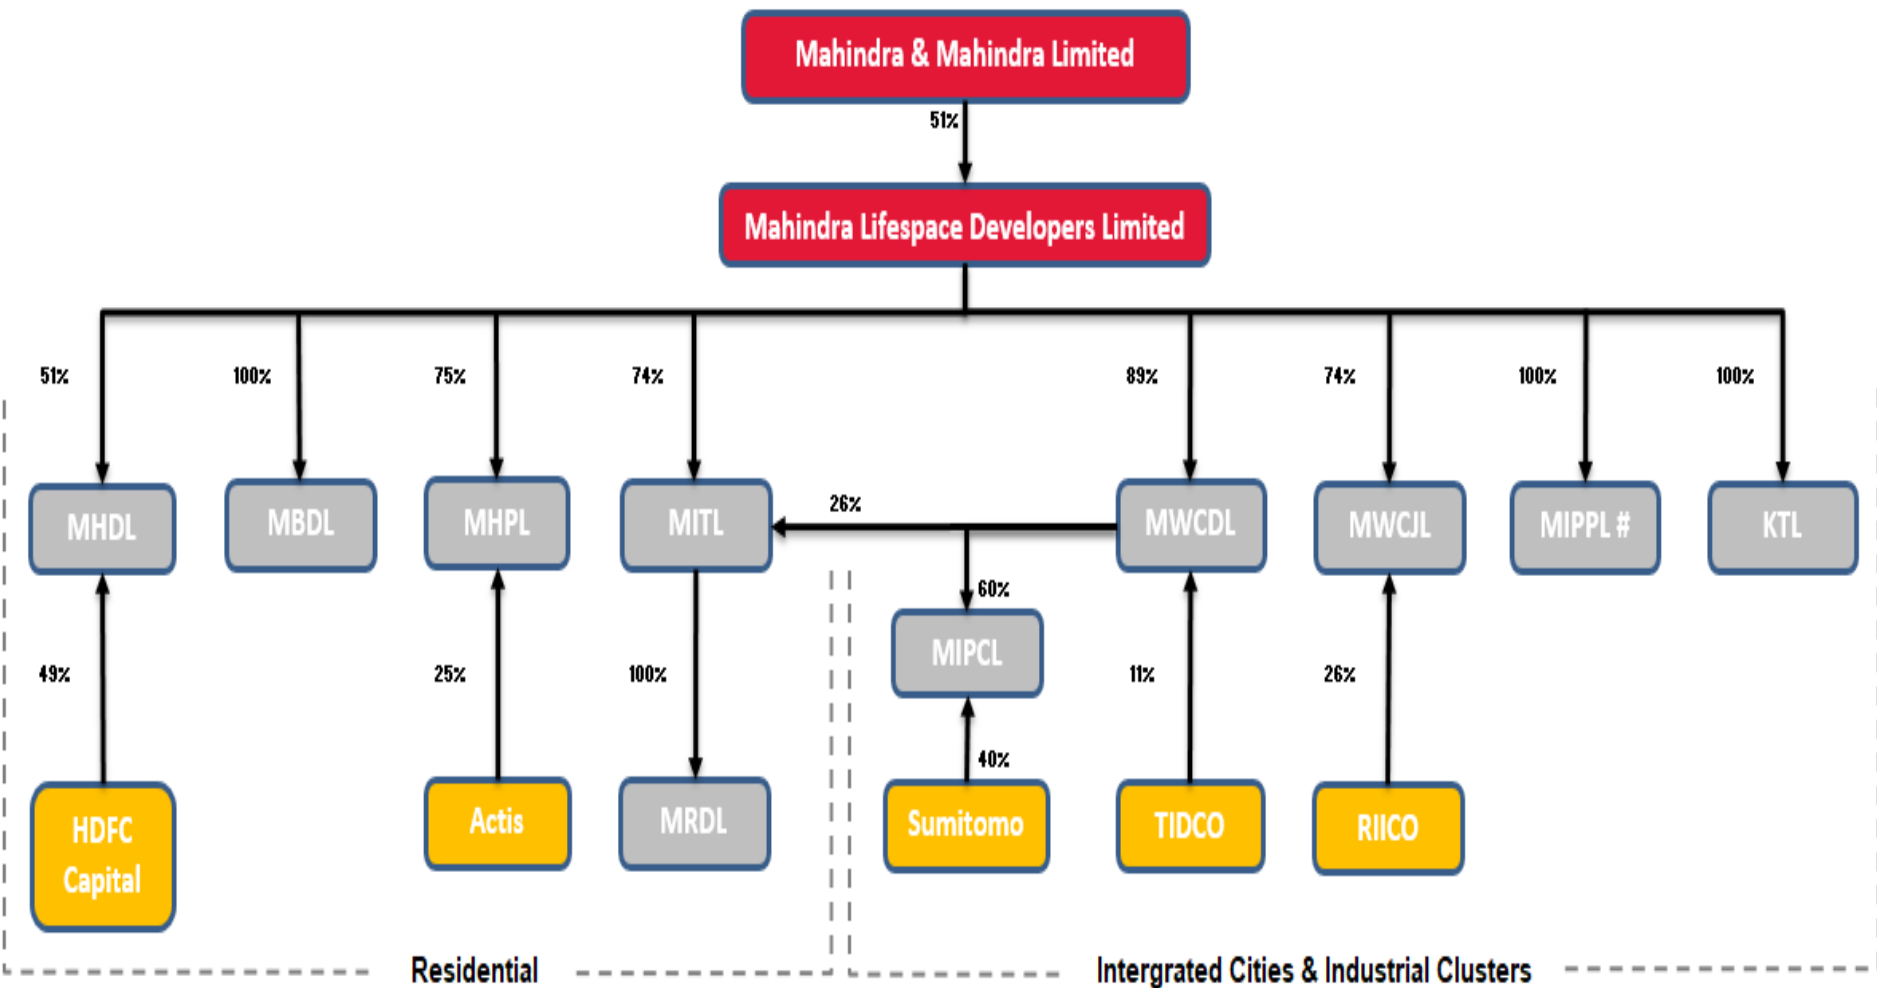 Mahindra & Mahindra Limited
51%
Mahindra Lifespace Developers Limited
51%
100%
75%
74%
89%
74%
100%
100%
MHDL
MBDL
MHPL
MITL
26%
MWCDL
MWCJL
MIPPL #
KTL
60%
MIPCL
49%
25%
100%
11%
26%
40%
HDFC
Capital
Actis
MRDL
Sumitomo
TIDCO
RIICO
Residential
Intergrated Cities & Industrial Clusters